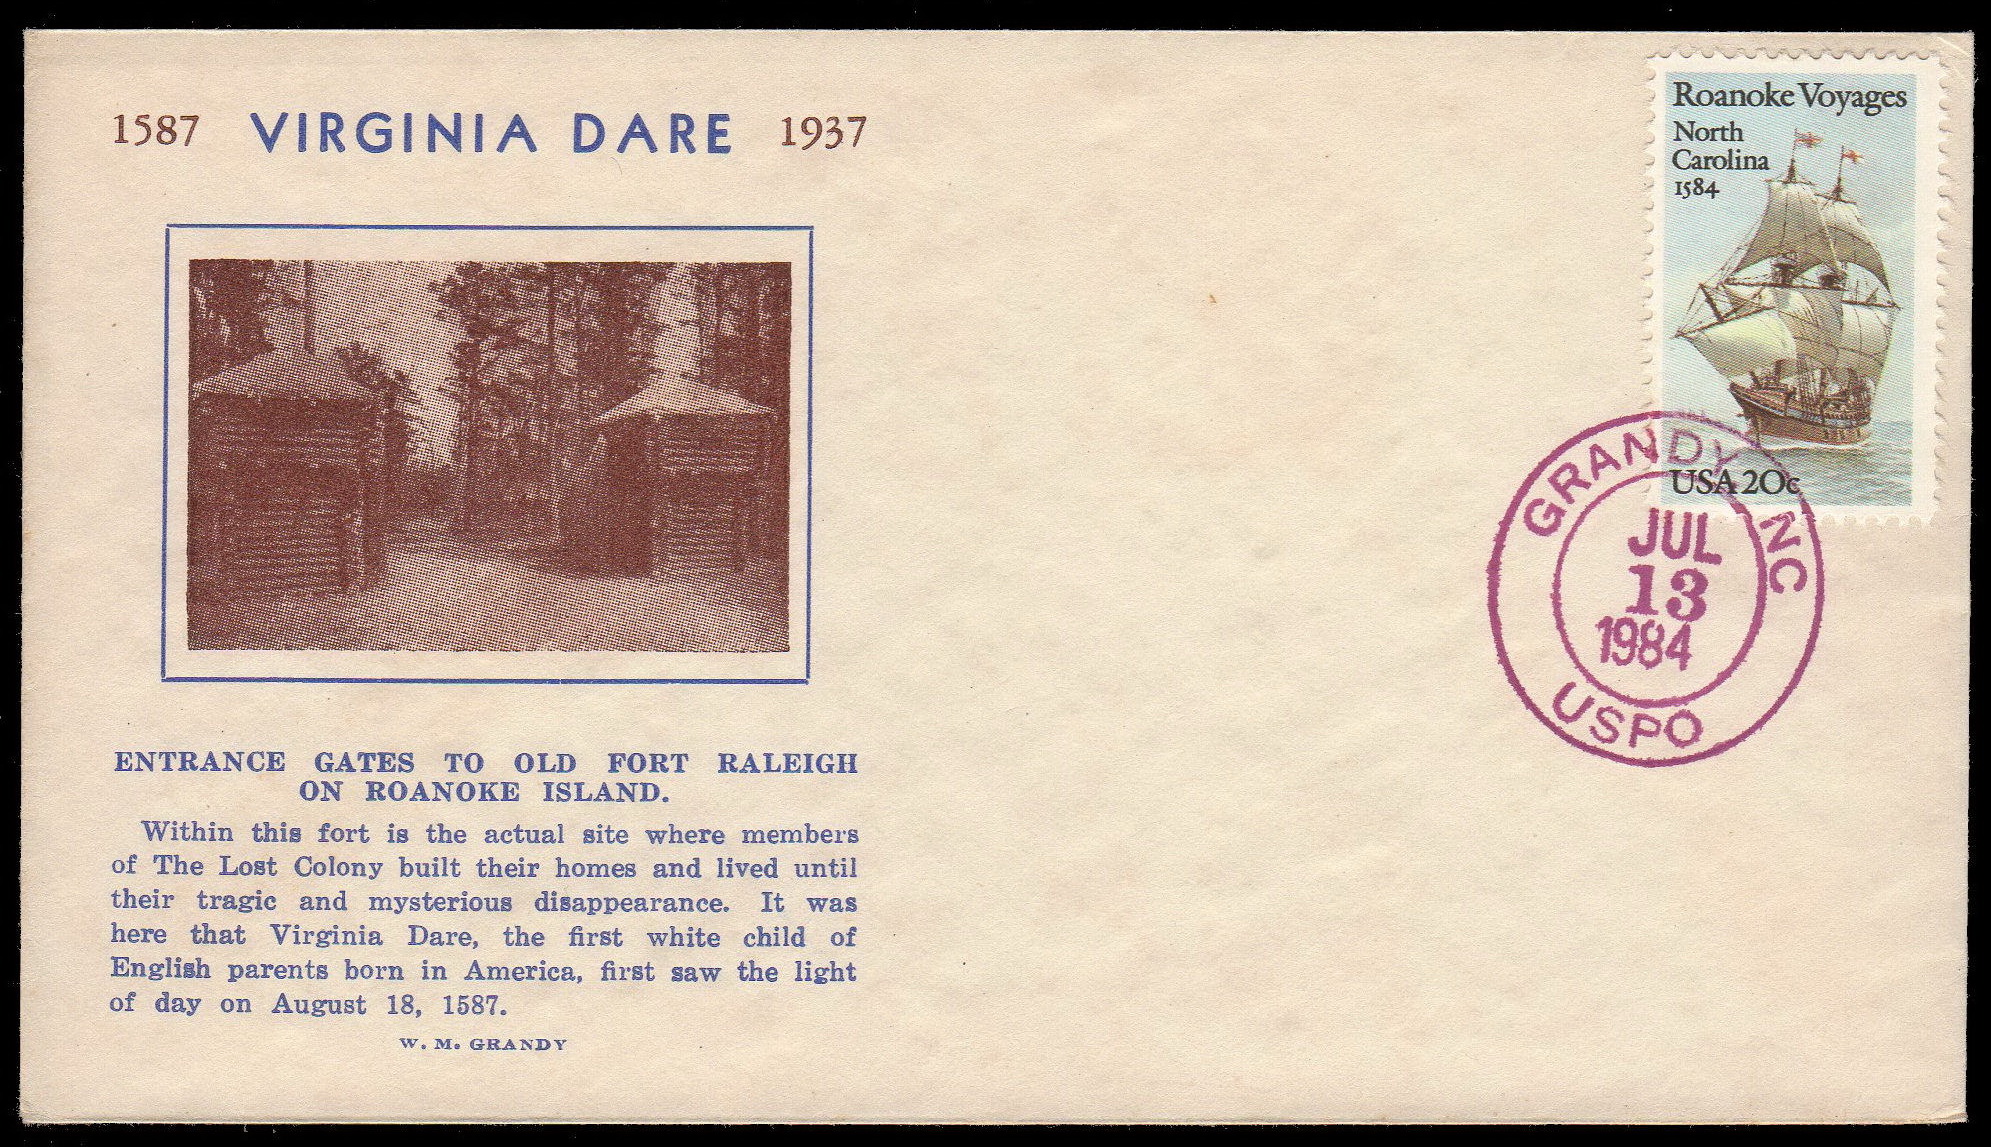 1587 VIRGINIA DARE 1937
ENTRANCE GATES TO OLD FORT RALEIGH
ON ROANOKE ISLAND.
Within this fort is the actual site where members
of The Lost Colony built their homes and lived until
their tragic and mysterious disappearance. It was
here that Virginia Dare, the first white child of
English parents born in America, first saw the light
of day on August 18, 1587.
W. M. GRANDY
Roanoke Voyages
North
Carolina
1584
USA 20c
GRANDY NC
JUL
13
1984
USPO